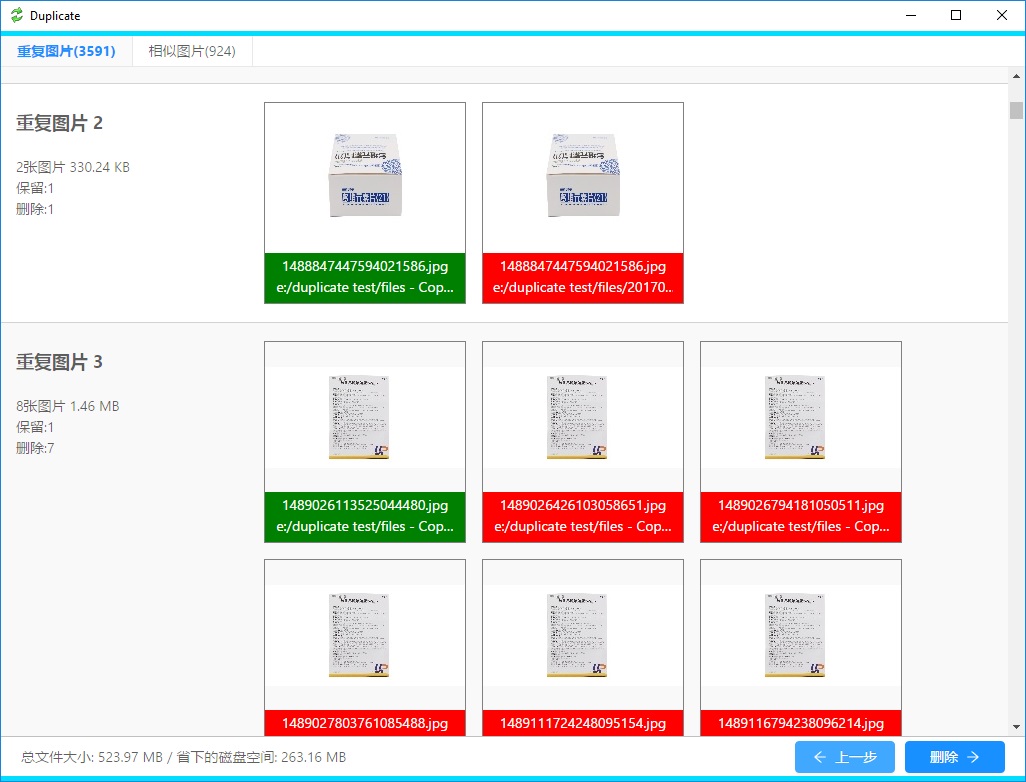 Duplicate
重复图片(3591) 相似图片(924)
重复图片 2
2张图片 330.24 KB
保留:1
删除:1
1488847447594021586.jpg
e:/duplicate test/files - Cop...
1488847447594021586.jpg
e:/duplicate test/files/20170...
重复图片 3
8张图片 1.46 MB
保留:1
删除:7
1489026113525044480.jpg
e:/duplicate test/files - Cop...
1489026426103058651.jpg
e:/duplicate test/files - Cop...
1489026794181050511.jpg
e:/duplicate test/files - Cop...
1489027803761085488.jpg
1489111724248095154.jpg
1489116794238096214.jpg
总文件大小: 523.97 MB / 省下的磁盘空间: 263.16 MB
上一步
删除